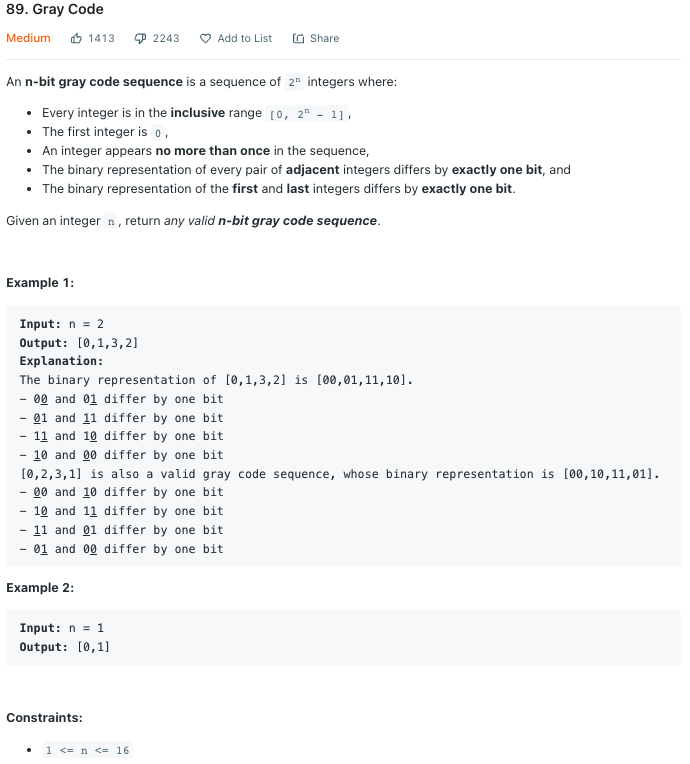 89. Gray Code
Medium 1413 2243 Add to List Share
An n-bit gray code sequence is a sequence of 2ⁿ integers where:
• Every integer is in the inclusive range [0, 2ⁿ - 1],
• The first integer is 0,
• An integer appears no more than once in the sequence,
• The binary representation of every pair of adjacent integers differs by exactly one bit, and
• The binary representation of the first and last integers differs by exactly one bit.
Given an integer n, return any valid n-bit gray code sequence.
Example 1:
Input: n = 2
Output: [0,1,3,2]
Explanation:
The binary representation of [0,1,3,2] is [00,01,11,10].
- 00 and 01 differ by one bit
- 01 and 11 differ by one bit
- 11 and 10 differ by one bit
- 10 and 00 differ by one bit
[0,2,3,1] is also a valid gray code sequence, whose binary representation is [00,10,11,01].
- 00 and 10 differ by one bit
- 10 and 11 differ by one bit
- 11 and 01 differ by one bit
- 01 and 00 differ by one bit
Example 2:
Input: n = 1
Output: [0,1]
Constraints:
• 1 <= n <= 16